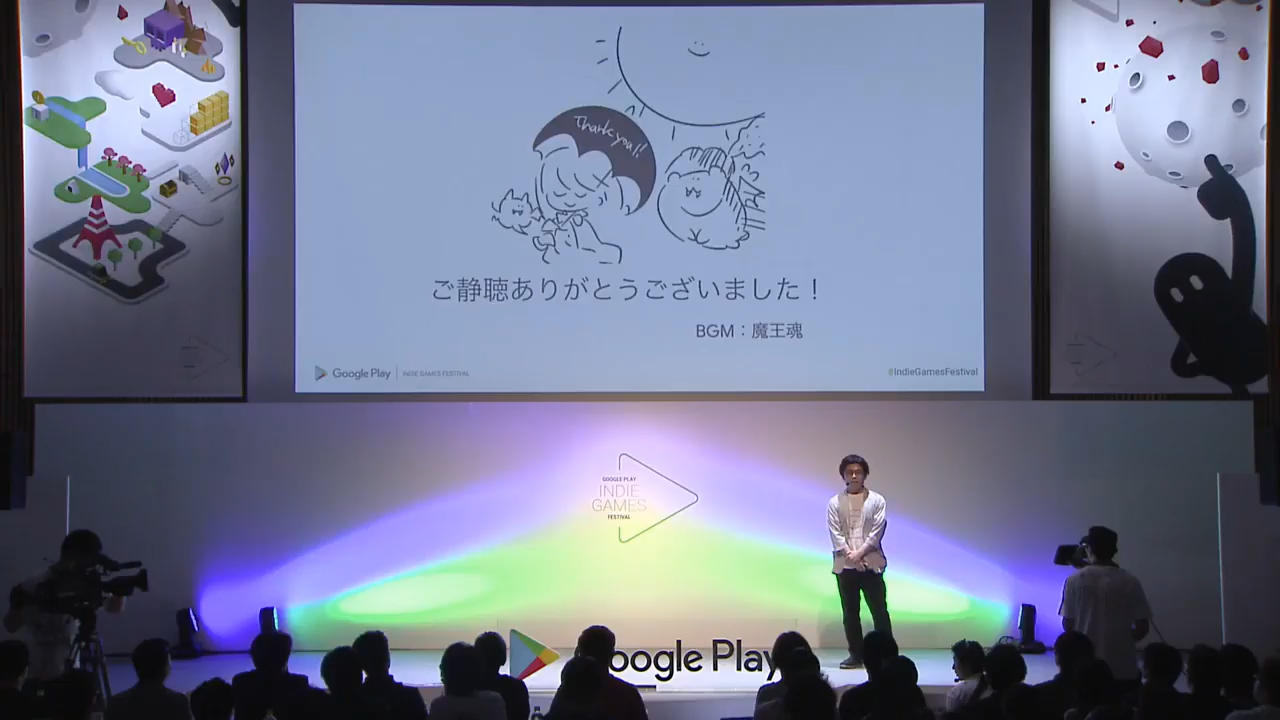 Thank you!!
ご静聴ありがとうございました！
BGM：魔王魂
Google Play
INDIE GAMES FESTIVAL
#IndieGamesFestival
GOOGLE PLAY
INDIE
GAMES
FESTIVAL
Google Play